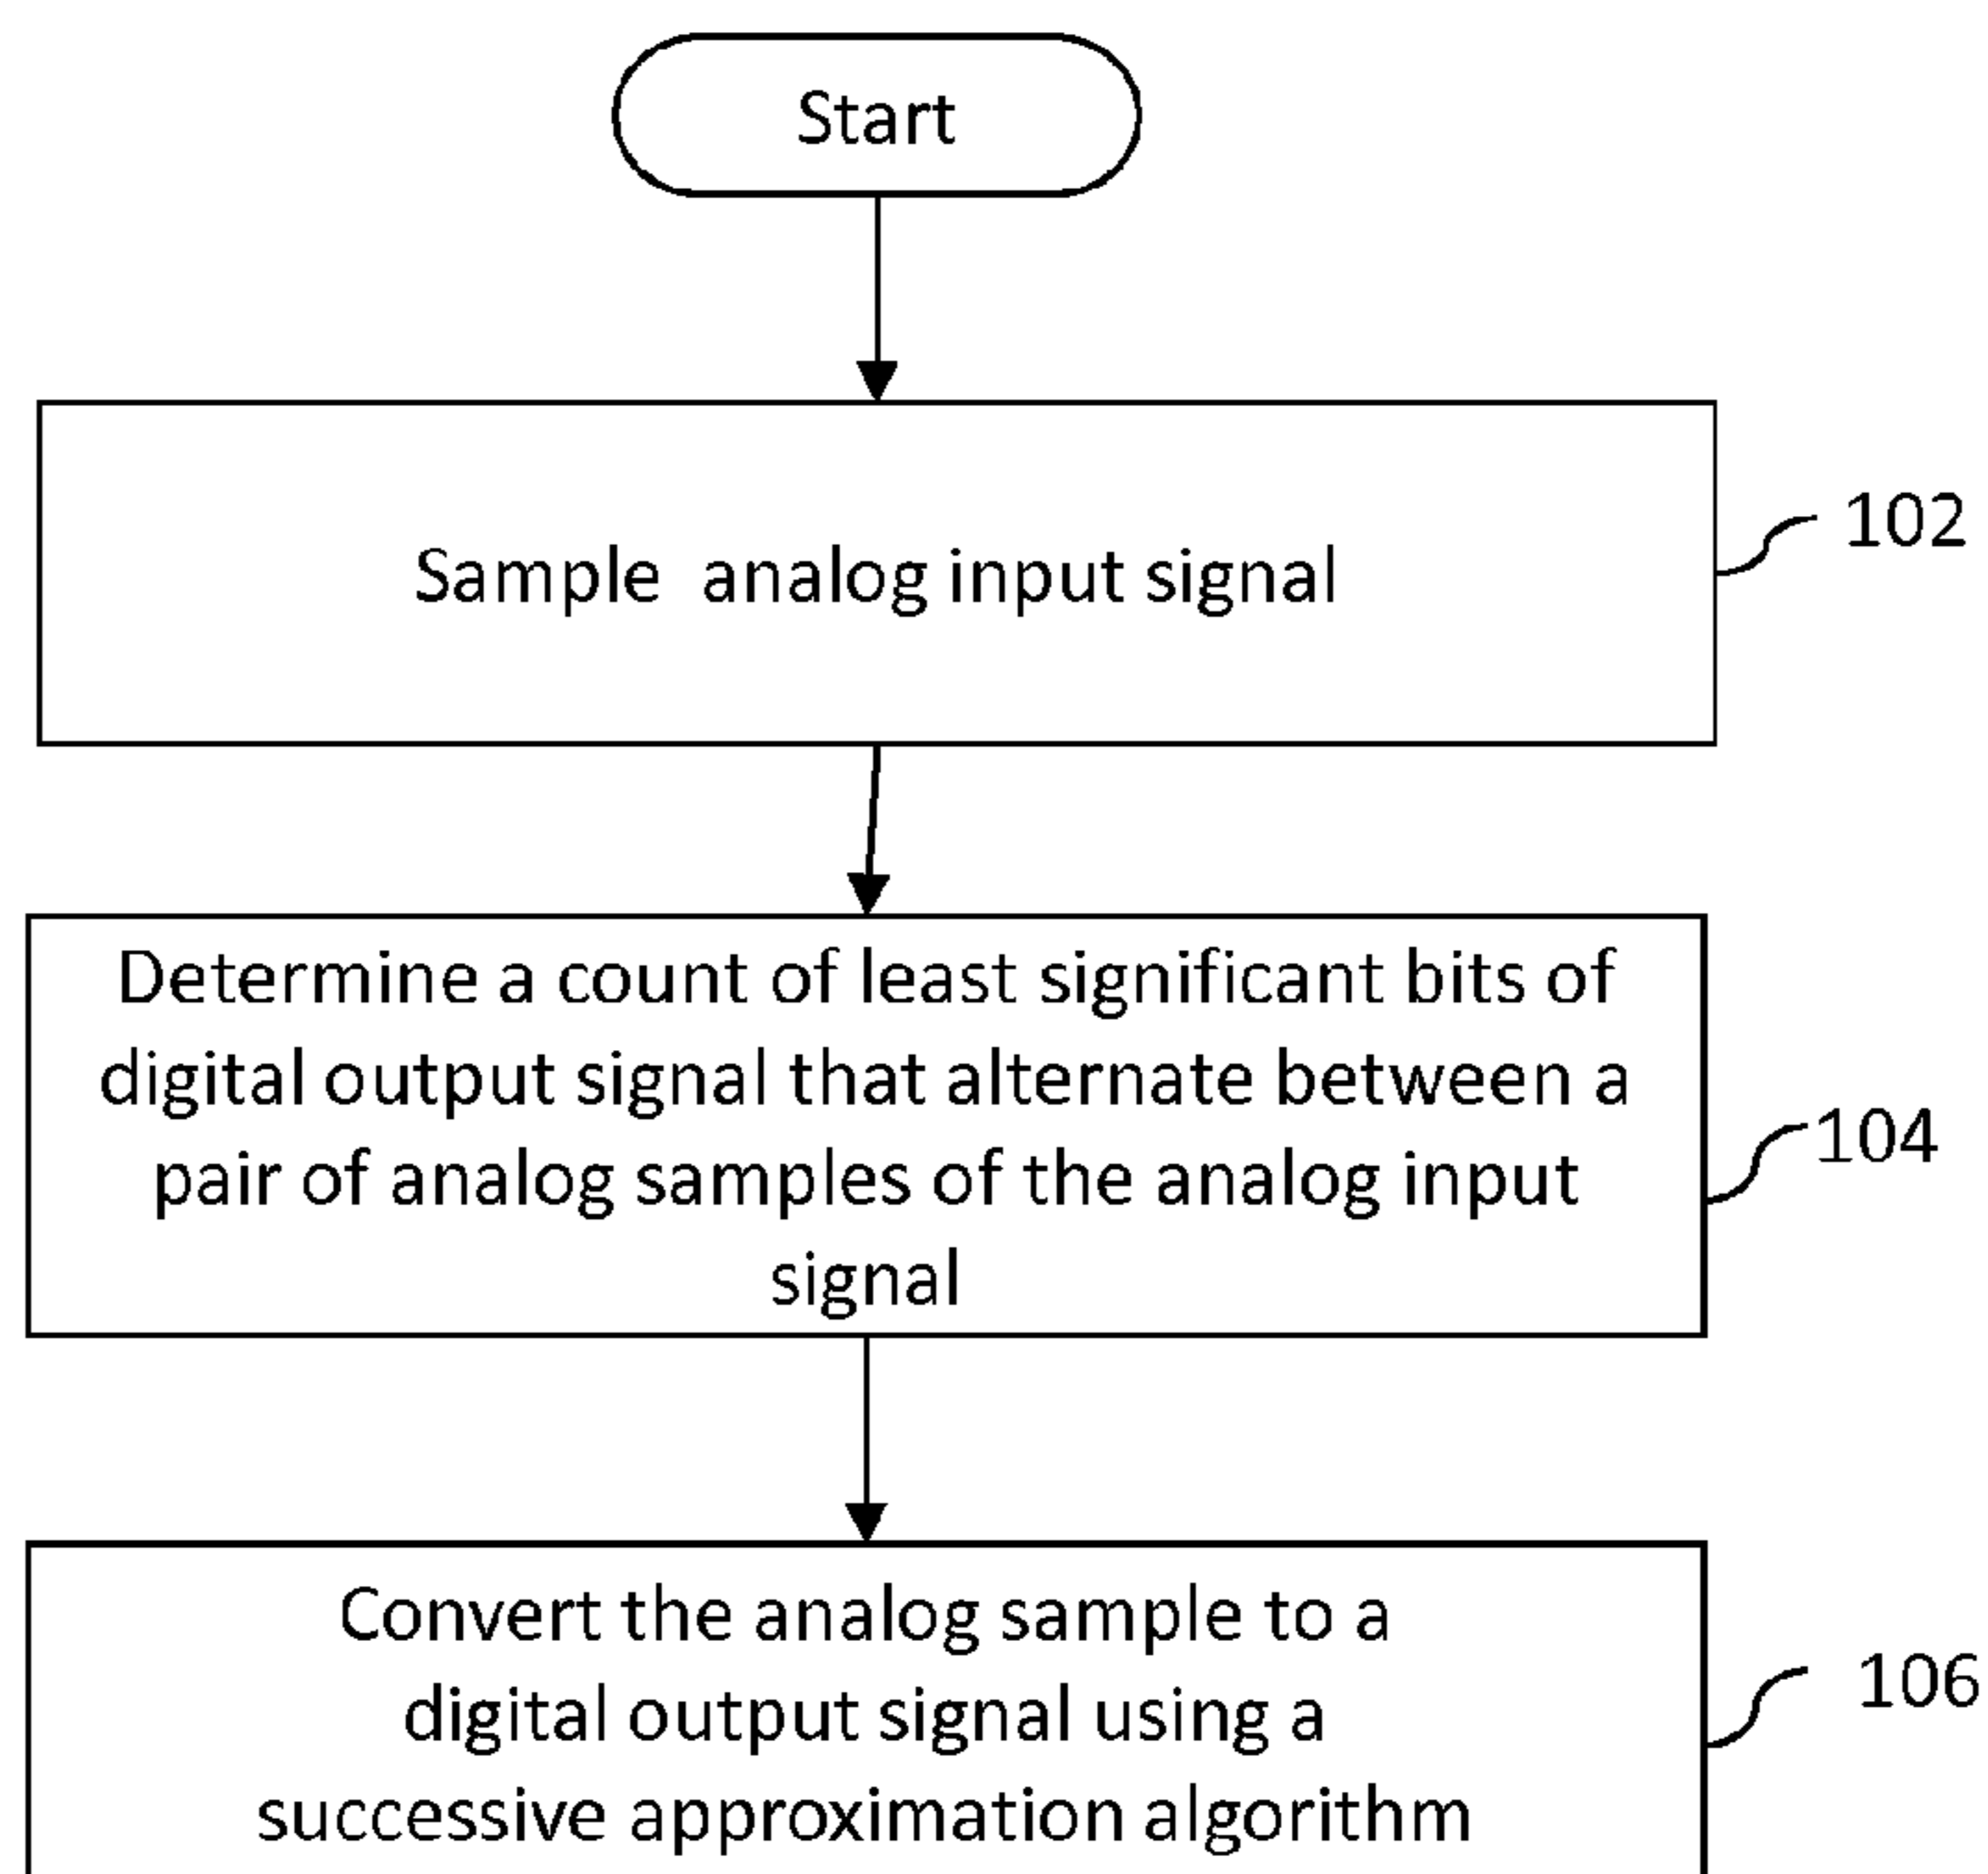 Start
Sample analog input signal
102
Determine a count of least significant bits of
digital output signal that alternate between a
pair of analog samples of the analog input
signal
104
Convert the analog sample to a
digital output signal using a
successive approximation algorithm
106